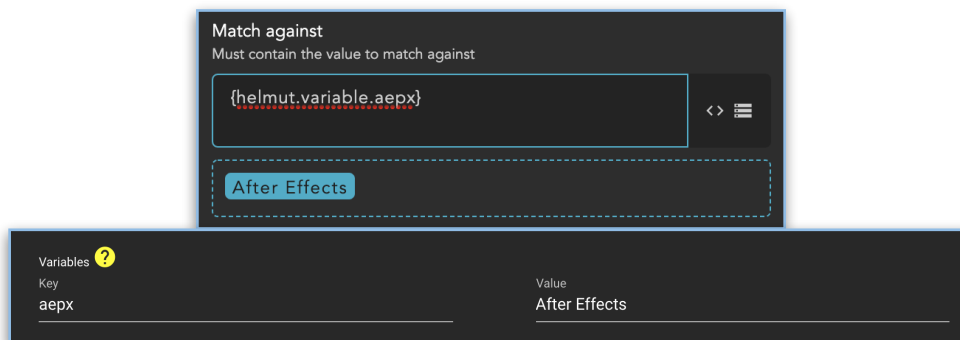 Match against
Must contain the value to match against
{helmut.variable.aepx}
<>
After Effects
Variables ?
Key
Value
aepx
After Effects